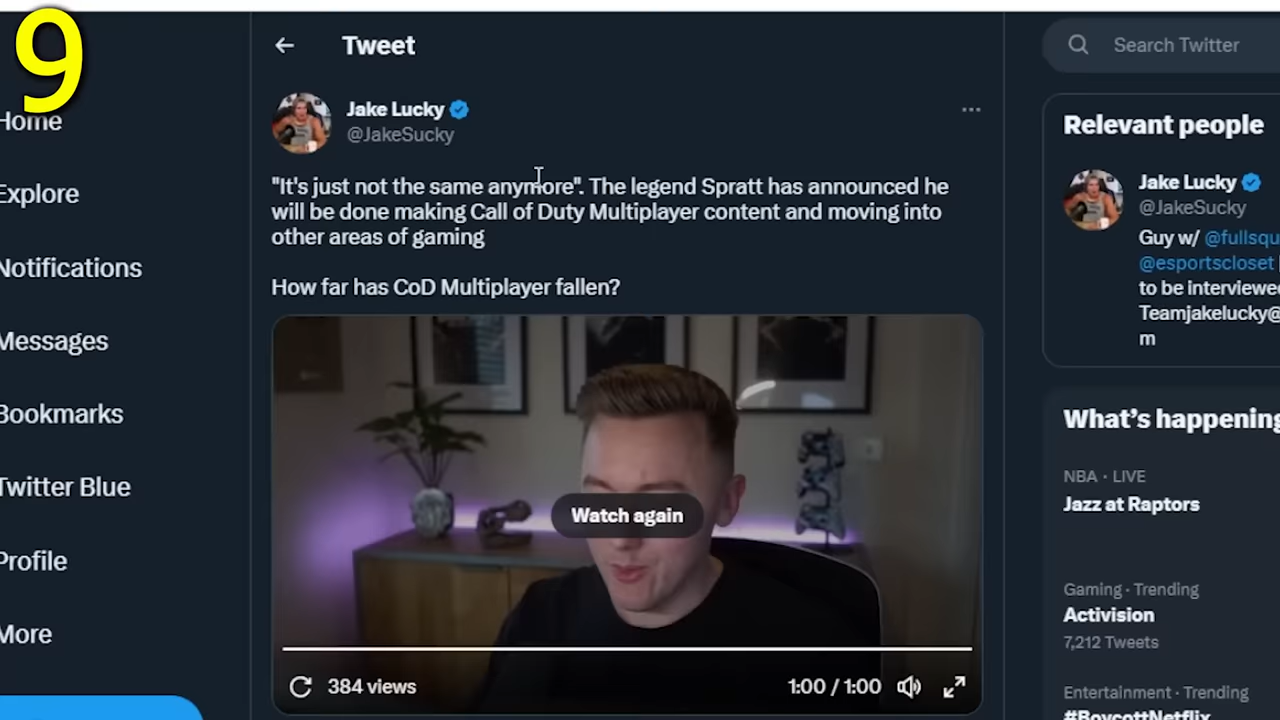 9
Home
Explore
Notifications
Messages
Bookmarks
Twitter Blue
Profile
More
Tweet
Jake Lucky
@JakeSucky
"It's just not the same anymore". The legend Spratt has announced he
will be done making Call of Duty Multiplayer content and moving into
other areas of gaming
How far has CoD Multiplayer fallen?
Watch again
384 views
1:00 / 1:00
Search Twitter
Relevant people
Jake Lucky
@JakeSucky
Guy w/ @fullsqu
@esportscloset
to be interviewe
Teamjakelucky@
m
What's happening
NBA · LIVE
Jazz at Raptors
Gaming · Trending
Activision
7,212 Tweets
Entertainment · Trending
#BoycottNetflix